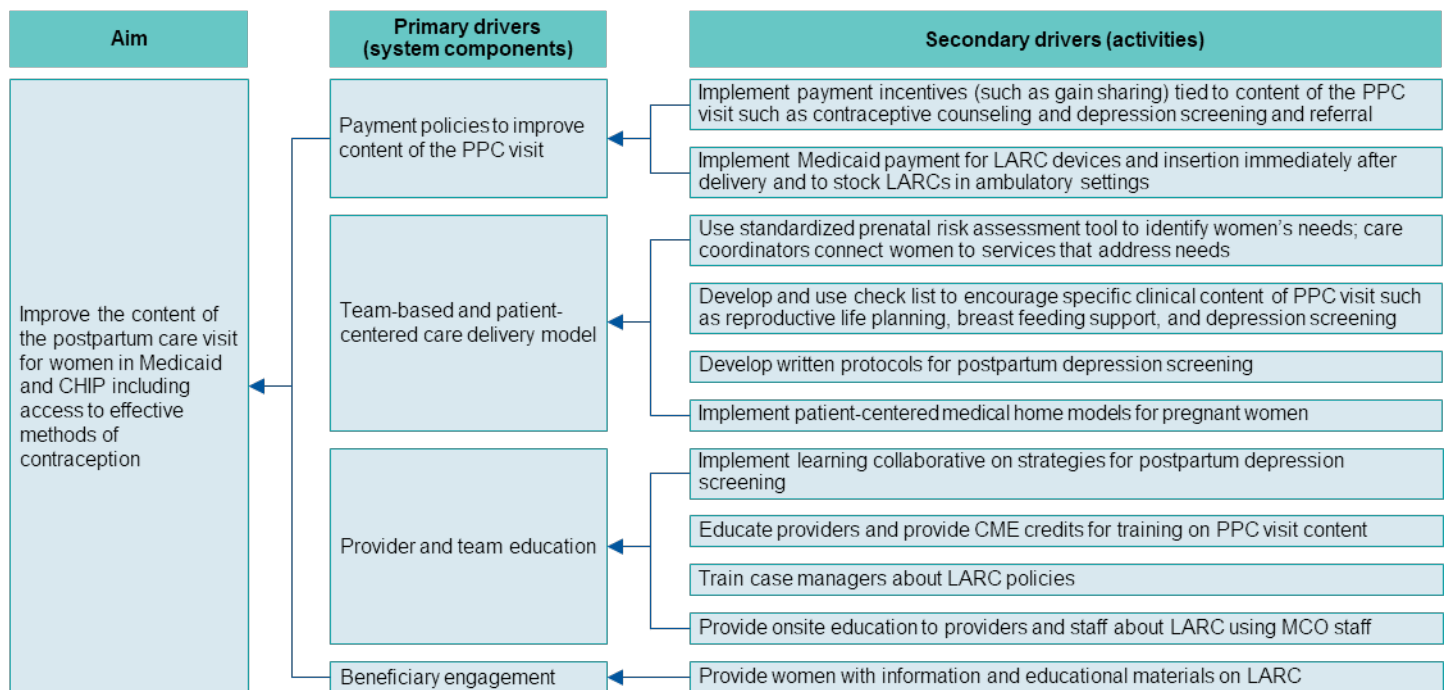 Aim
Primary drivers
(system components)
Secondary drivers (activities)
Improve the content of
the postpartum care visit
for women in Medicaid
and CHIP including
access to effective
methods of
contraception
Payment policies to improve
content of the PPC visit
Implement payment incentives (such as gain sharing) tied to content of the PPC
visit such as contraceptive counseling and depression screening and referral
Implement Medicaid payment for LARC devices and insertion immediately after
delivery and to stock LARCs in ambulatory settings
Team-based and patient-
centered care delivery model
Use standardized prenatal risk assessment tool to identify women’s needs; care
coordinators connect women to services that address needs
Develop and use check list to encourage specific clinical content of PPC visit such
as reproductive life planning, breast feeding support, and depression screening
Develop written protocols for postpartum depression screening
Implement patient-centered medical home models for pregnant women
Provider and team education
Implement learning collaborative on strategies for postpartum depression
screening
Educate providers and provide CME credits for training on PPC visit content
Train case managers about LARC policies
Provide onsite education to providers and staff about LARC using MCO staff
Beneficiary engagement
Provide women with information and educational materials on LARC